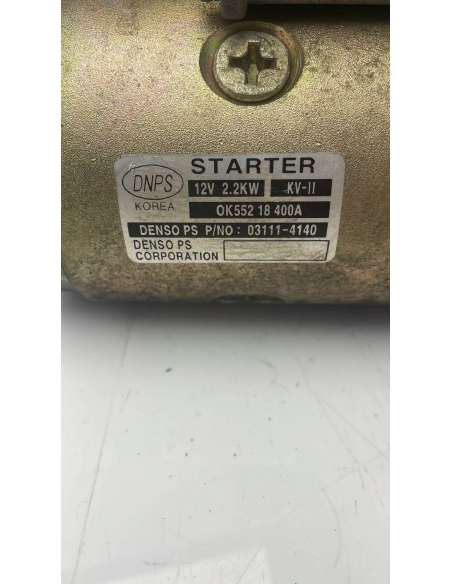 STARTER
DNPS
12V 2.2KW KV-II
KOREA
OK552 18 400A
DENSO PS P/NO: 03111-4140
DENSO PS
CORPORATION